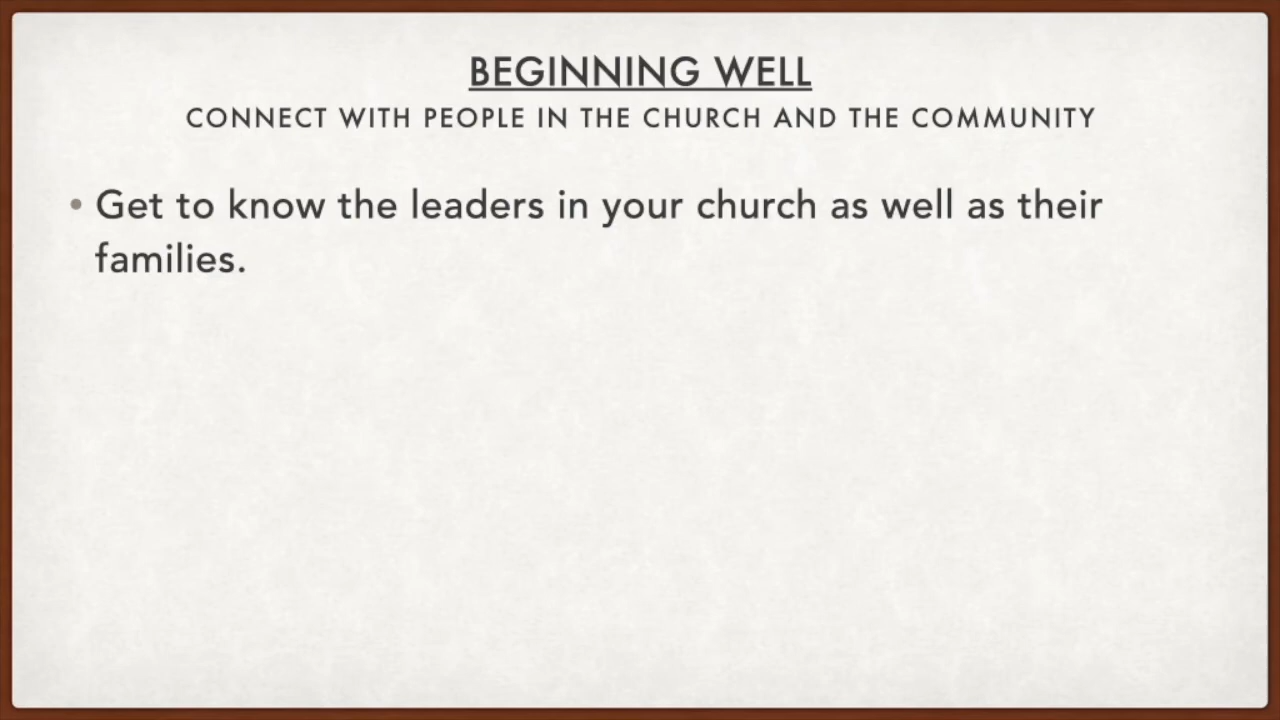 BEGINNING WELL
CONNECT WITH PEOPLE IN THE CHURCH AND THE COMMUNITY
• Get to know the leaders in your church as well as their
families.